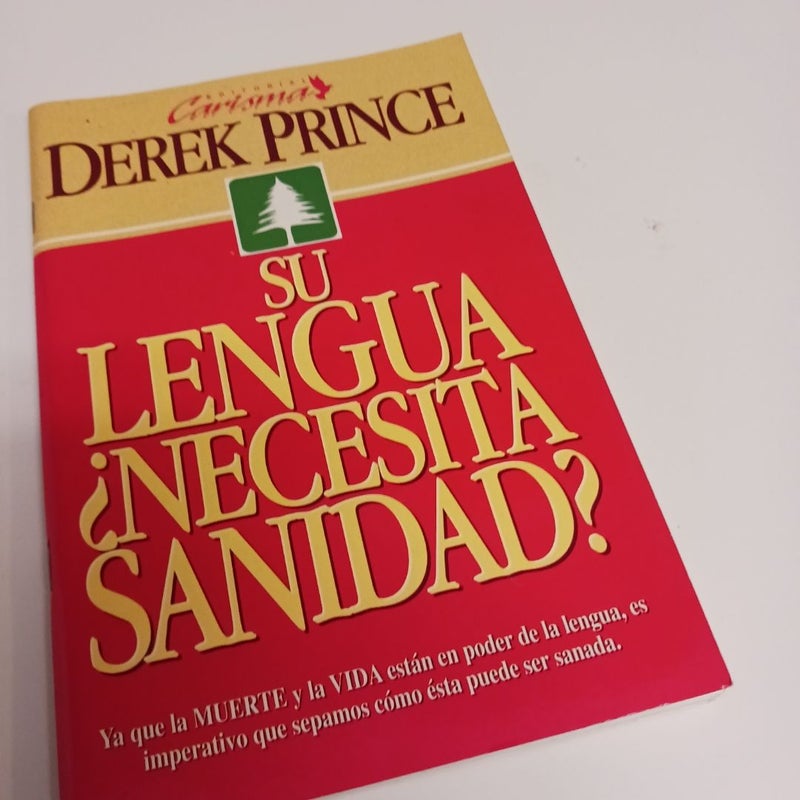 EDITORIAL
Carisma
DEREK PRINCE
SU
LENGUA
¿NECESITA
SANIDAD?
Ya que la MUERTE y la VIDA están en poder de la lengua, es
imperativo que sepamos cómo ésta puede ser sanada.